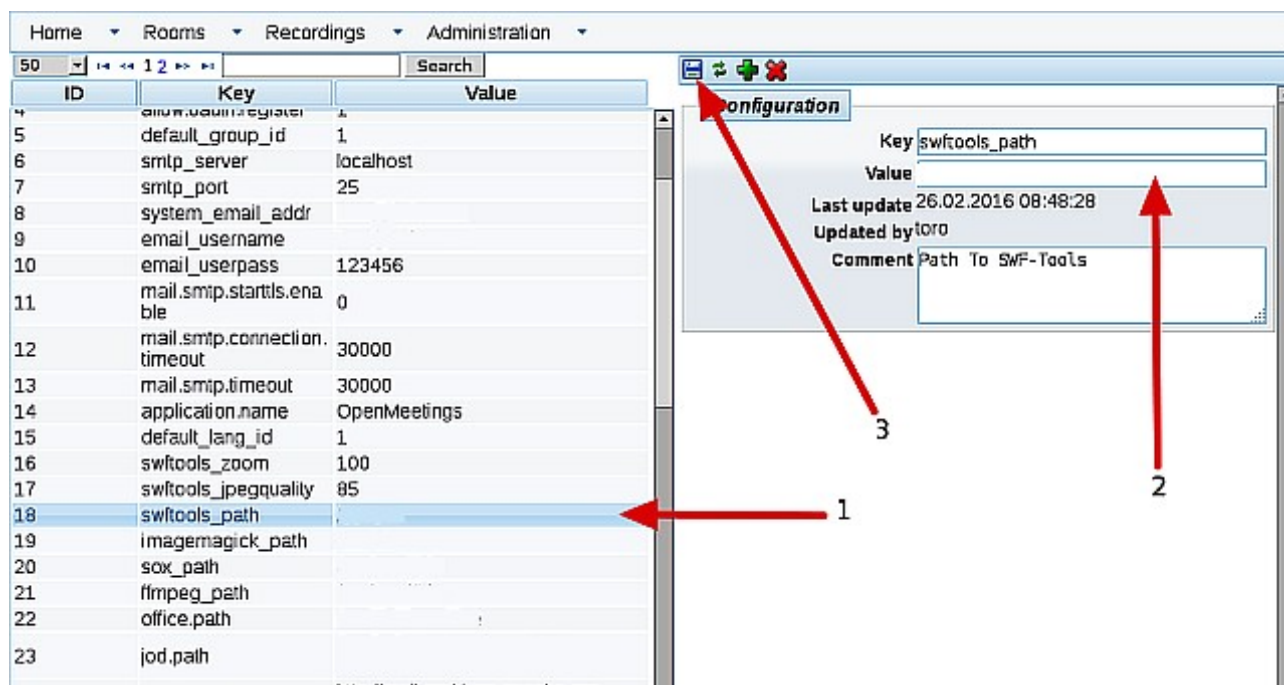 Home Rooms Recordings Administration
50 1 2 Search
ID Key Value
5 default_group_id 1
6 smtp_server localhost
7 smtp_port 25
8 system_email_addr
9 email_username
10 email_userpass 123456
11 mail.smtp.starttls.ena
ble 0
12 mail.smtp.connection.
timeout 30000
13 mail.smtp.timeout 30000
14 application.name OpenMeetings
15 default_lang_id 1
16 swftools_zoom 100
17 swftools_jpegquality 85
18 swftools_path
19 imagemagick_path
20 sox_path
21 ffmpeg_path
22 office.path
23 jod.path
Configuration
Key swftools_path
Value
Last update 26.02.2016 08:48:28
Updated by toro
Comment Path To SWF-Tools
3
2
1